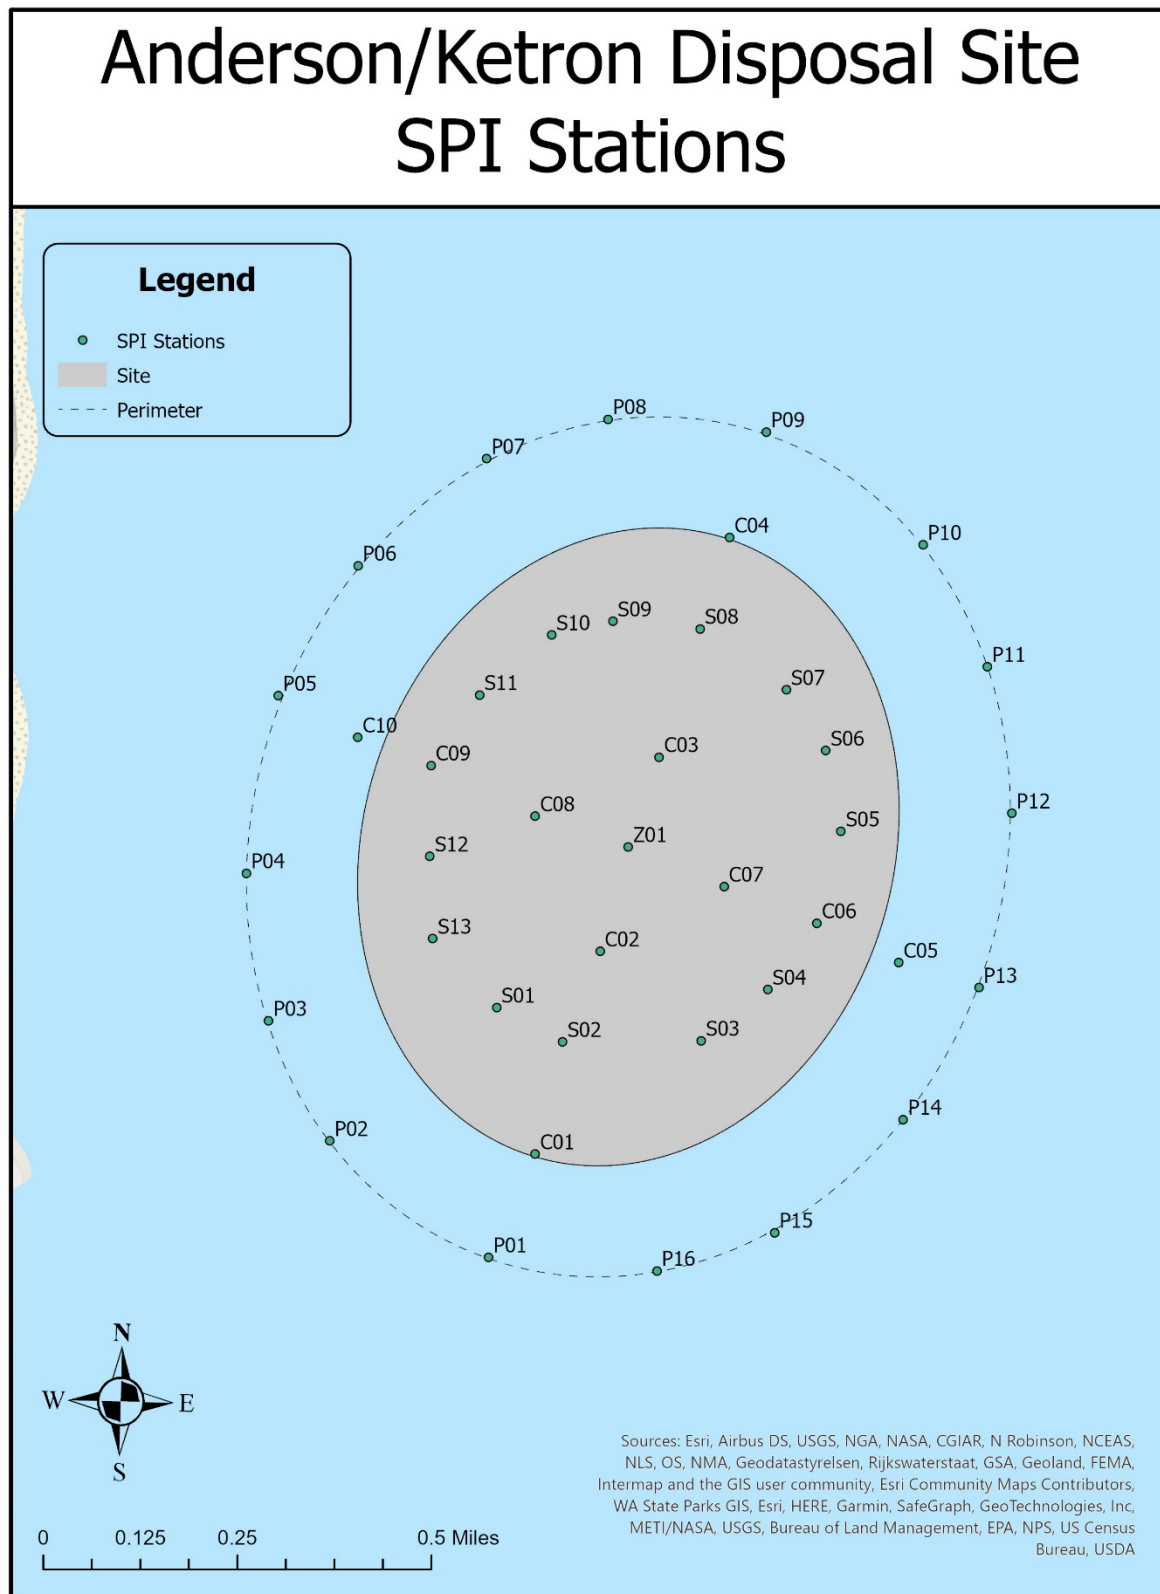 Anderson/Ketron Disposal Site
SPI Stations
Legend
SPI Stations
Site
Perimeter
P08
P09
P07
C04
P10
P06
S09
S08
S10
P11
S07
P05
S11
C10
S06
C03
C09
P12
C08
S05
Z01
S12
P04
C07
C06
S13
C02
C05
P13
S04
S01
P03
S03
S02
P14
P02
C01
P15
P01
P16
N
W E
S
Sources: Esri, Airbus DS, USGS, NGA, NASA, CGIAR, N Robinson, NCEAS,
NLS, OS, NMA, Geodatastyrelsen, Rijkswaterstaat, GSA, Geoland, FEMA,
Intermap and the GIS user community, Esri Community Maps Contributors,
WA State Parks GIS, Esri, HERE, Garmin, SafeGraph, GeoTechnologies, Inc,
METI/NASA, USGS, Bureau of Land Management, EPA, NPS, US Census
Bureau, USDA
0 0.125 0.25 0.5 Miles